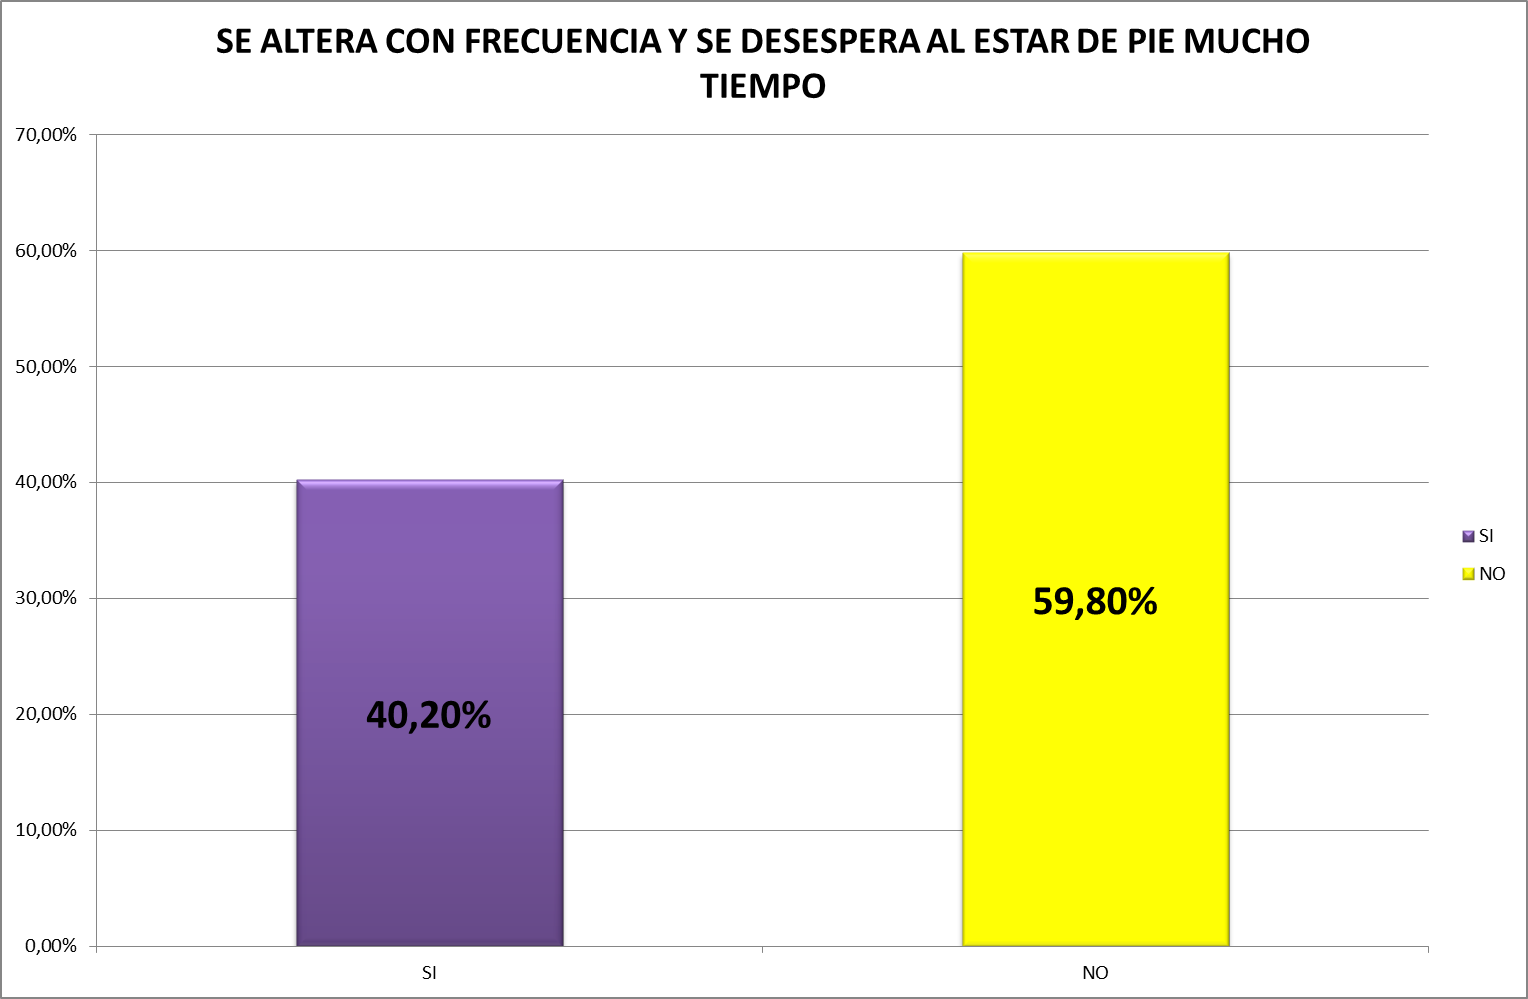 SE ALTERA CON FRECUENCIA Y SE DESESPERA AL ESTAR DE PIE MUCHO
TIEMPO
70,00%
60,00%
50,00%
40,00%
30,00%
20,00%
10,00%
0,00%
40,20%
59,80%
SI
NO
SI
NO